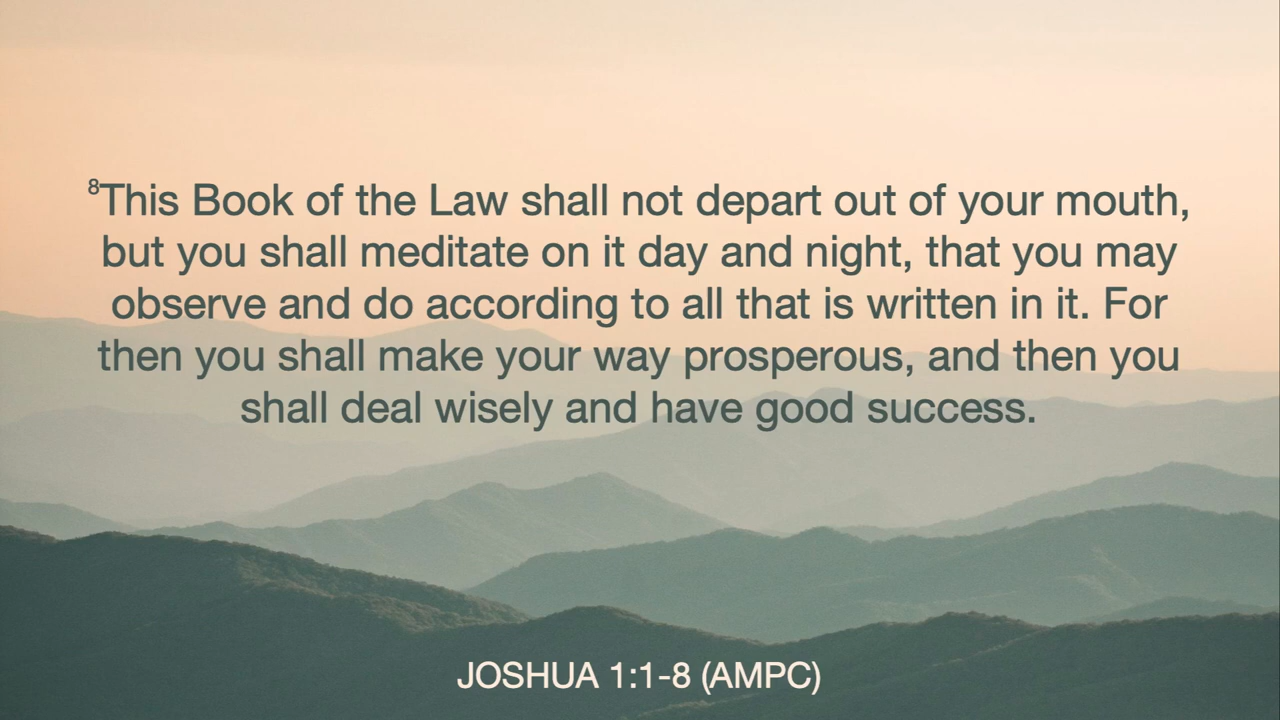 ⁸This Book of the Law shall not depart out of your mouth,
but you shall meditate on it day and night, that you may
observe and do according to all that is written in it. For
then you shall make your way prosperous, and then you
shall deal wisely and have good success.
JOSHUA 1:1-8 (AMPC)